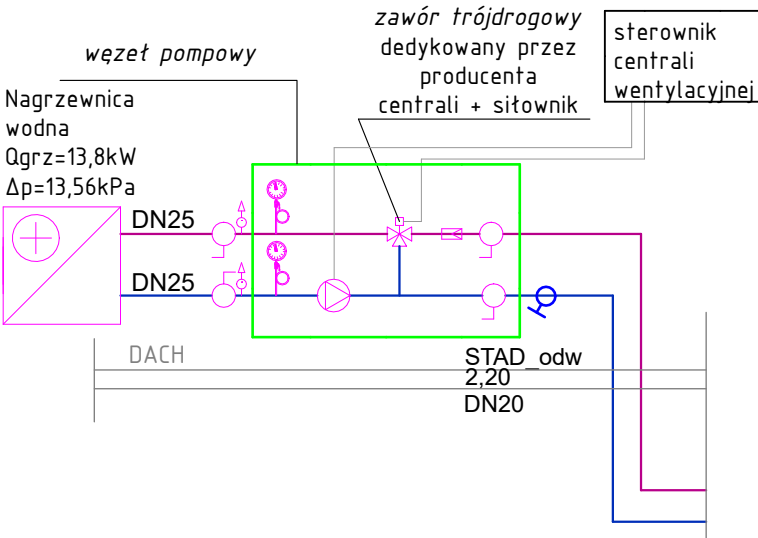 węzeł pompowy
zawór trójdrogowy
dedykowany przez
producenta
centrali + siłownik
sterownik
centrali
wentylacyjnej
Nagrzewnica
wodna
Qgrz=13,8kW
Δp=13,56kPa
DN25
DN25
DACH
STAD_odw
2,20
DN20